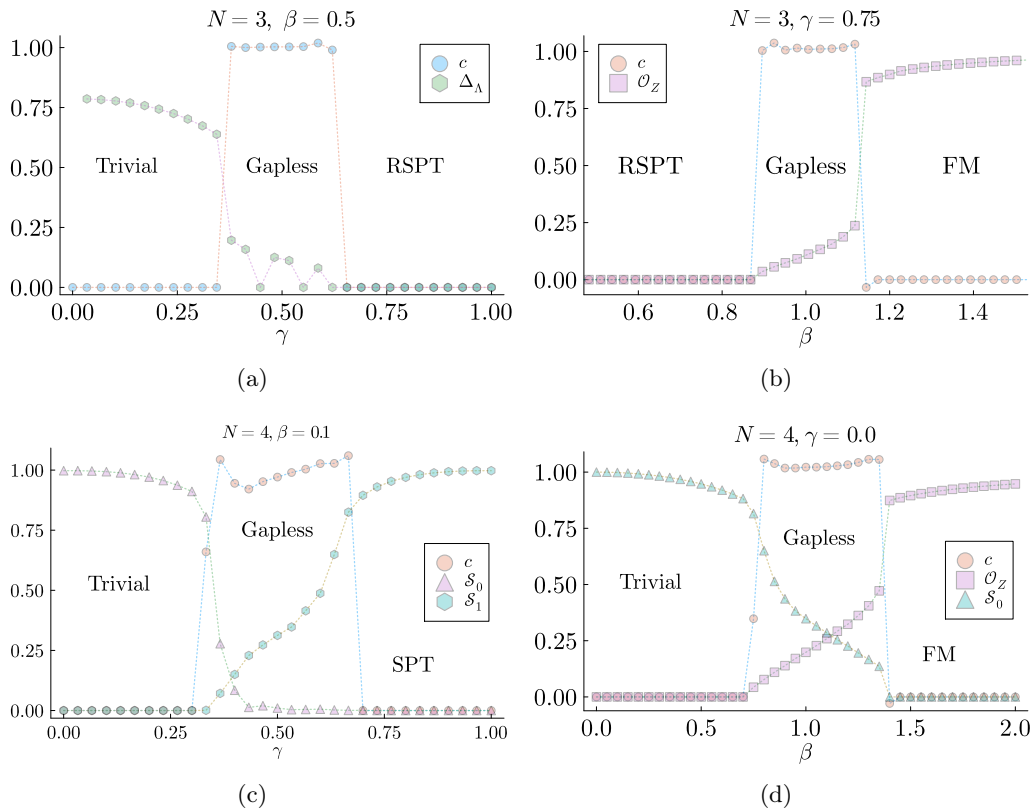 N = 3, β = 0.5
1.00
0.75
0.50
0.25
0.00
c
Δ_Λ
Trivial
Gapless
RSPT
0.00 0.25 0.50 0.75 1.00
γ
(a)
N = 3, γ = 0.75
1.00
0.75
0.50
0.25
0.00
c
𝒪_Z
RSPT
Gapless
FM
0.6 0.8 1.0 1.2 1.4
β
(b)
N = 4, β = 0.1
1.00
0.75
0.50
0.25
0.00
Gapless
Trivial
c
𝒮_0
𝒮_1
SPT
0.00 0.25 0.50 0.75 1.00
γ
(c)
N = 4, γ = 0.0
1.00
0.75
0.50
0.25
0.00
Gapless
Trivial
c
𝒪_Z
𝒮_0
FM
0.0 0.5 1.0 1.5 2.0
β
(d)